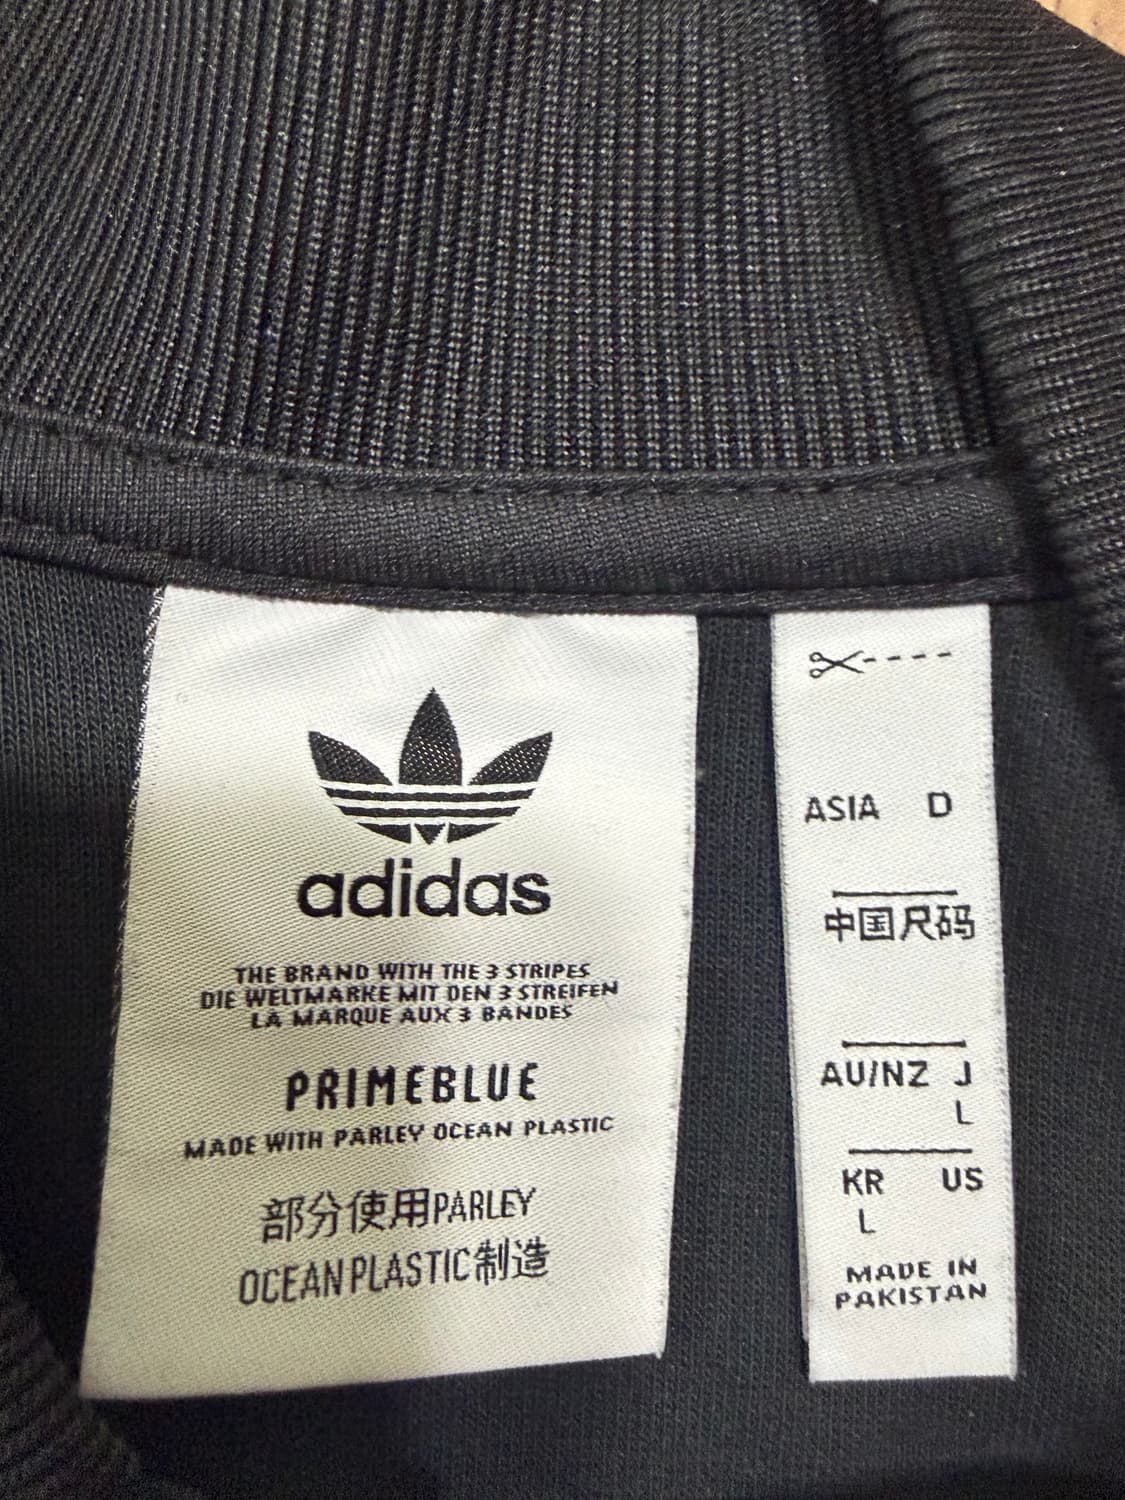 adidas
THE BRAND WITH THE 3 STRIPES
DIE WELTMARKE MIT DEN 3 STREIFEN
LA MARQUE AUX 3 BANDES
PRIMEBLUE
MADE WITH PARLEY OCEAN PLASTIC
部分使用PARLEY
OCEAN PLASTIC制造
ASIA D
中国尺码
AU/NZ J
L
KR US
L
MADE IN
PAKISTAN